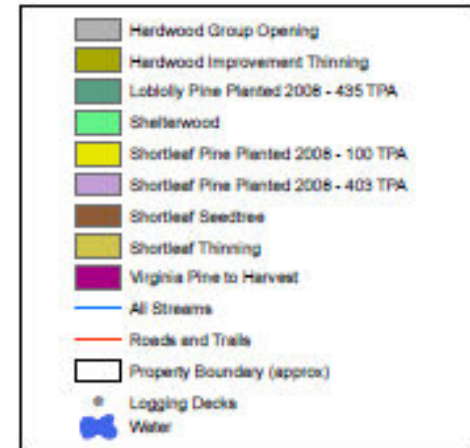 Hardwood Group Opening
Hardwood Improvement Thinning
Loblolly Pine Planted 2008 - 435 TPA
Shelterwood
Shortleaf Pine Planted 2008 - 100 TPA
Shortleaf Pine Planted 2008 - 403 TPA
Shortleaf Seedtree
Shortleaf Thinning
Virginia Pine to Harvest
All Streams
Roads and Trails
Property Boundary (approx)
Logging Decks
Water